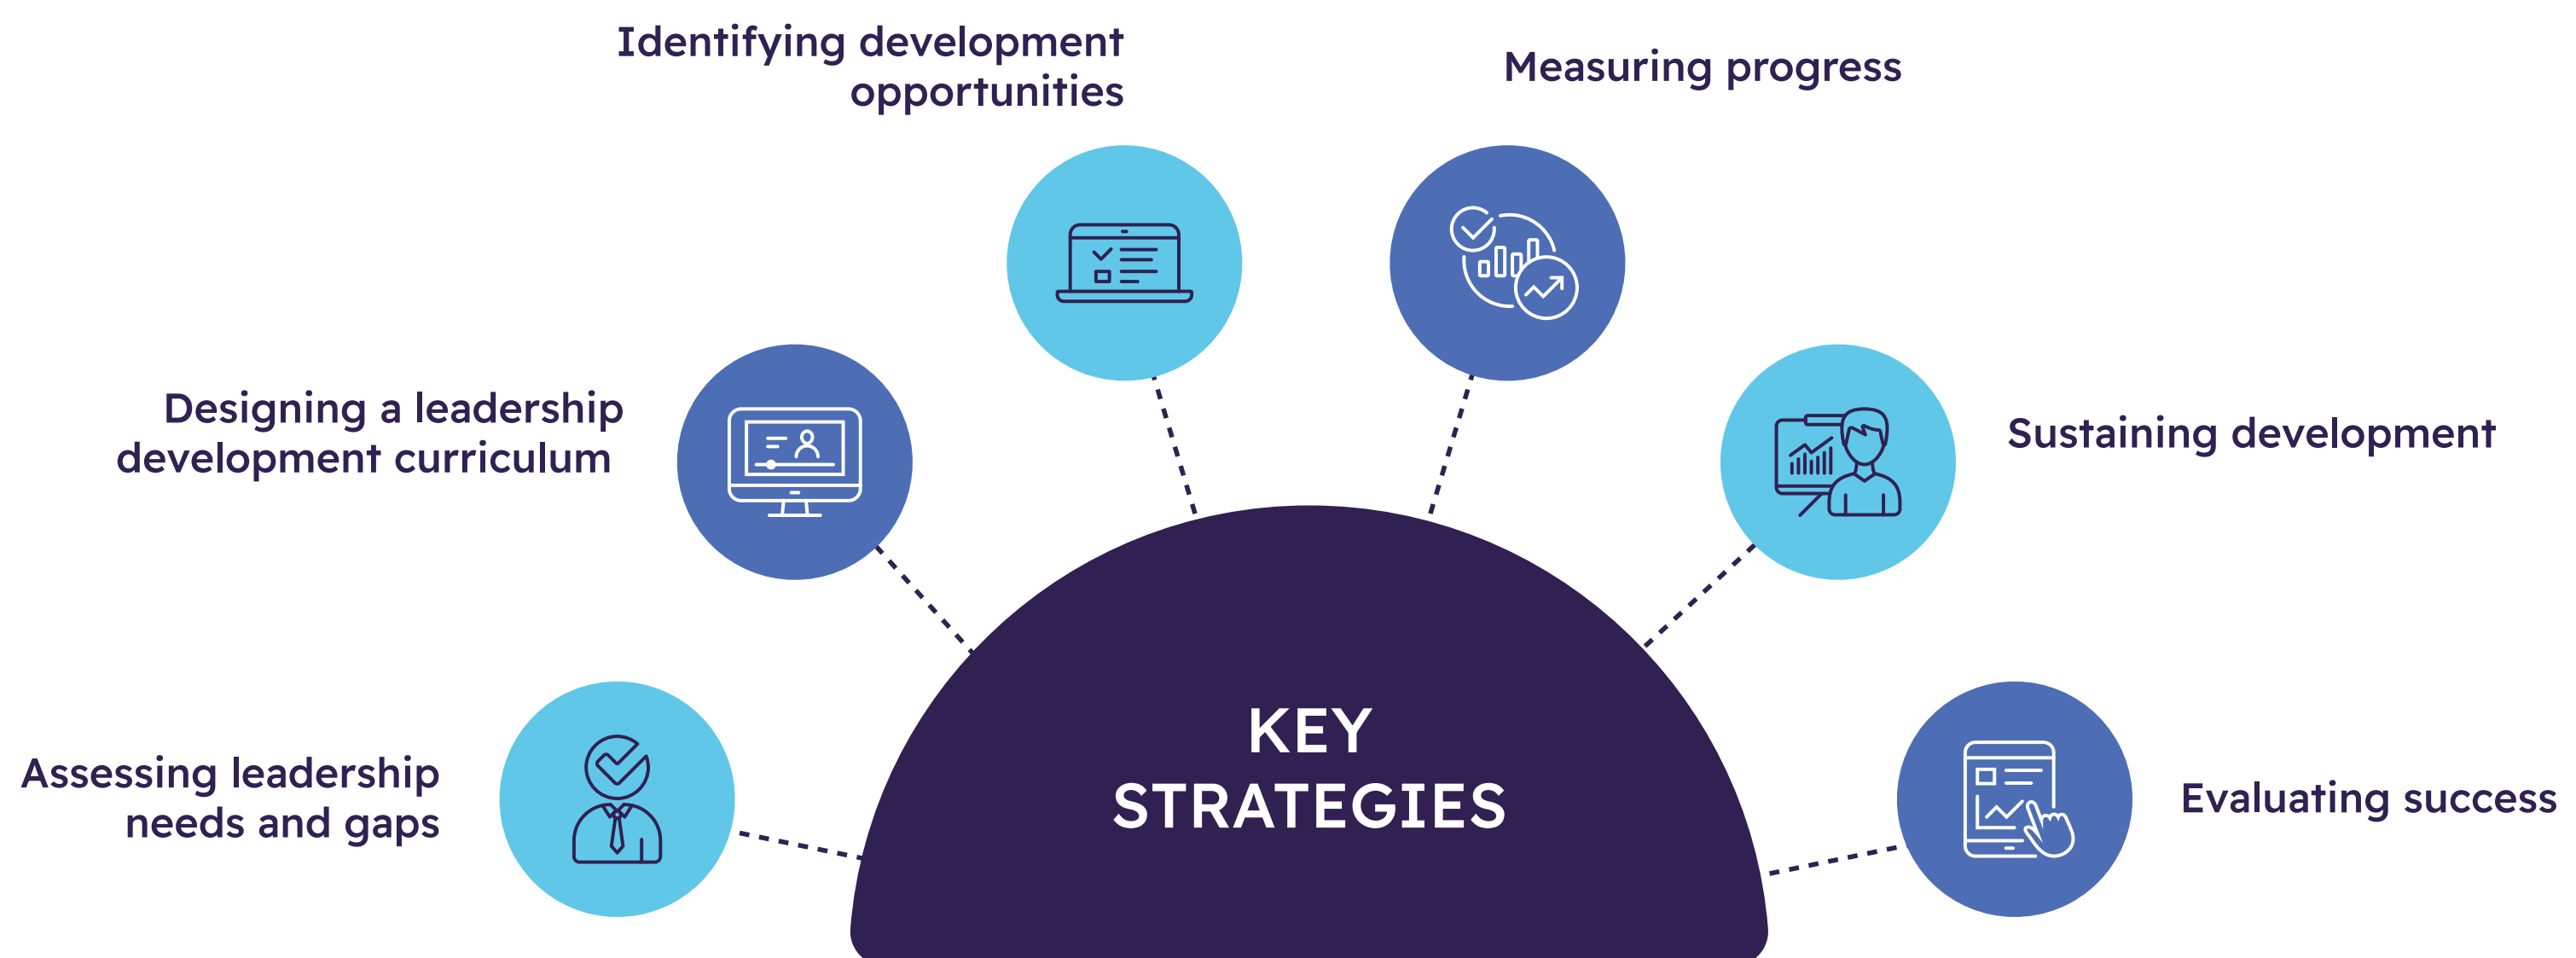 Identifying development
opportunities
Measuring progress
Designing a leadership
development curriculum
Sustaining development
Assessing leadership
needs and gaps
KEY
STRATEGIES
Evaluating success